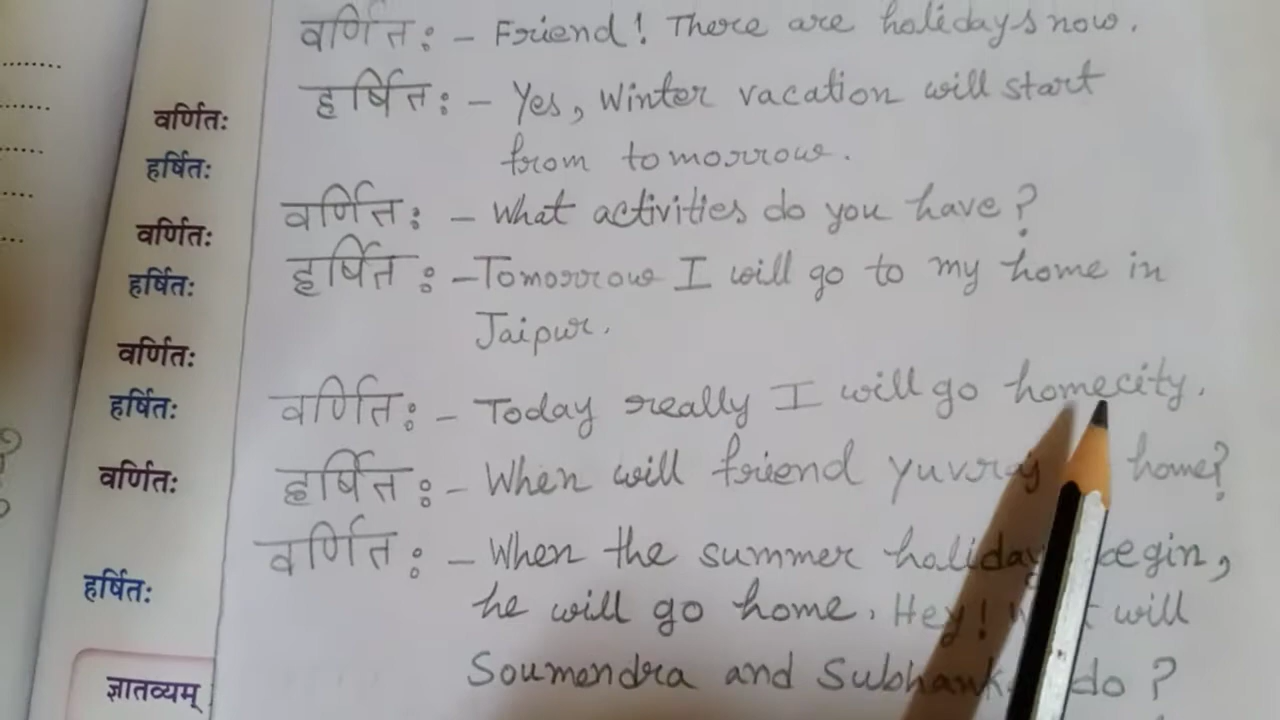 वर्णितः
हर्षितः
वर्णितः
हर्षितः
वर्णितः
हर्षितः
वर्णितः
हर्षितः
ज्ञातव्यम्
वर्णितः - Friend! There are holidays now.
हर्षितः - Yes, Winter vacation will start
from tomorrow.
वर्णितः - What activities do you have?
हर्षितः - Tomorrow I will go to my home in
Jaipur.
वर्णितः - Today really I will go homecity.
हर्षितः - When will friend yuvraj home?
वर्णितः - When the summer holiday begin,
he will go home. Hey! will
Soumendra and do?